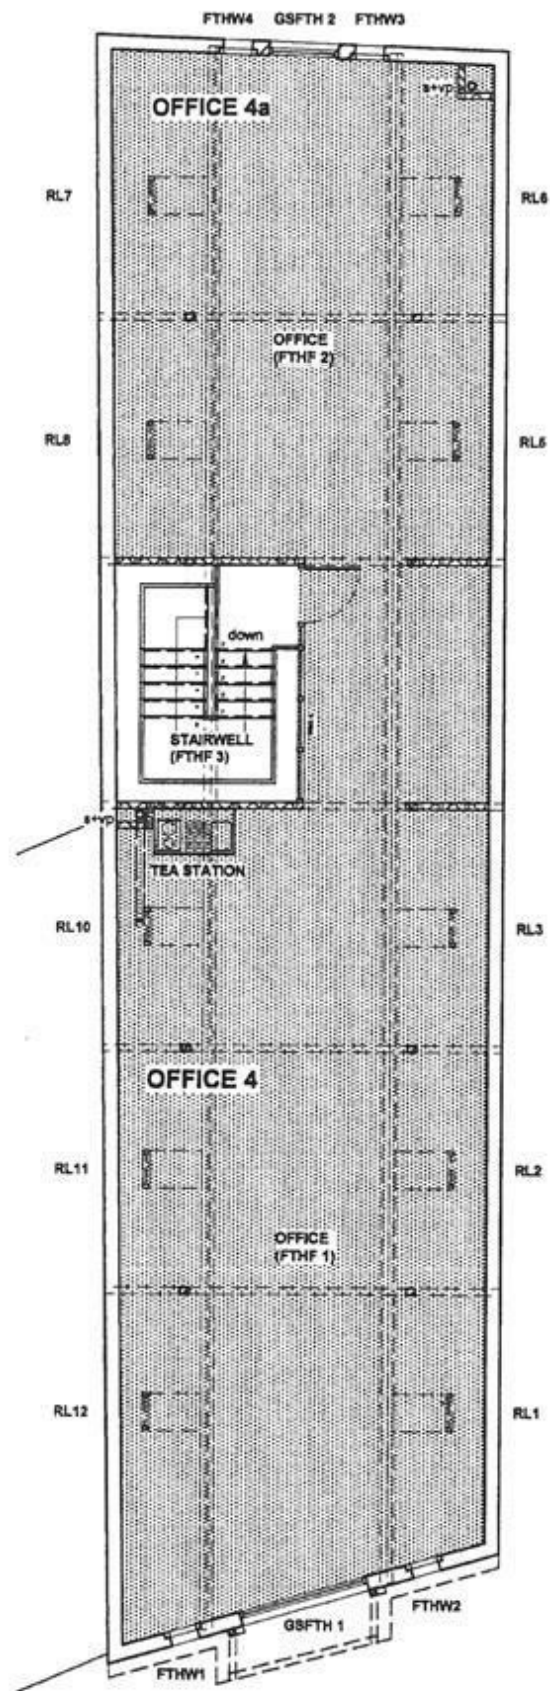 FTHW4 GSFTH 2 FTHW3
s+vp
OFFICE 4a
RL7
RL6
OFFICE
(FTHF 2)
RL8
RL5
down
STAIRWELL
(FTHF 3)
s+vp
TEA STATION
RL10
RL3
OFFICE 4
RL11
RL2
OFFICE
(FTHF 1)
RL12
RL1
GSFTH 1
FTHW2
FTHW1